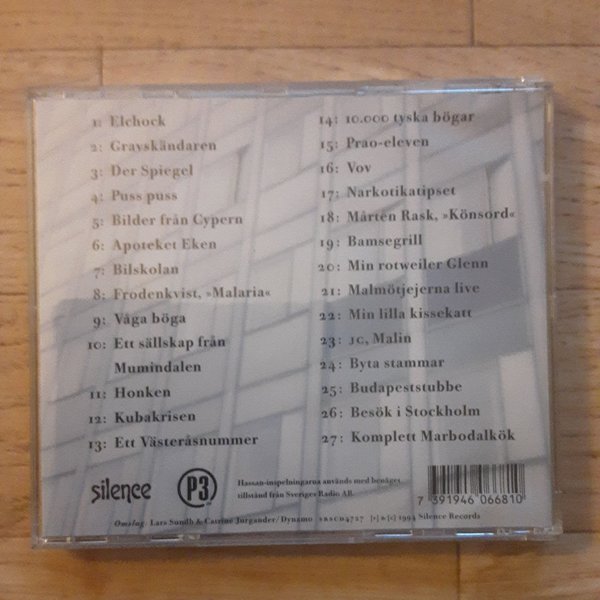 1: Elchock
2: Grayskändaren
3: Der Spiegel
4: Puss puss
5: Bilder från Cypern
6: Apoteket Eken
7: Bilskolan
8: Frodenkvist, »Malaria«
9: Våga böga
10: Ett sällskap från
Mumindalen
11: Honken
12: Kubakrisen
13: Ett Västeråsnummer
14: 10.000 tyska bögar
15: Prao-eleven
16: Vov
17: Narkotikatipset
18: Mårten Rask, »Könsord«
19: Bamsegrill
20: Min rotweiler Glenn
21: Malmötjejerna live
22: Min lilla kissekatt
23: JC, Malin
24: Byta stammar
25: Budapeststubbe
26: Besök i Stockholm
27: Komplett Marbodalkök
silence
P3
Hassan-inspelningarna används med benäget
tillstånd från Sveriges Radio AB.
7 391946 066810
Omslag: Lars Sundh & Catrine Jurgander/Dynamo SRSCD4727 [p] & [c] 1994 Silence Records